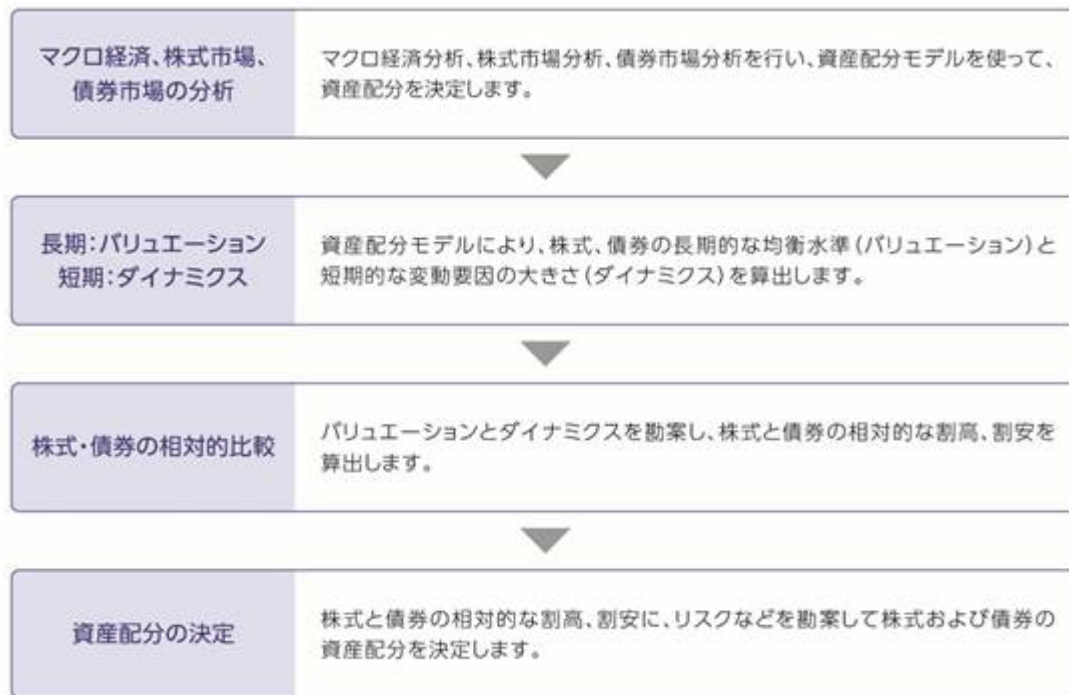 マクロ経済、株式市場、
債券市場の分析
マクロ経済分析、株式市場分析、債券市場分析を行い、資産配分モデルを使って、
資産配分を決定します。
長期:バリュエーション
短期:ダイナミクス
資産配分モデルにより、株式、債券の長期的な均衡水準(バリュエーション)と
短期的な変動要因の大きさ(ダイナミクス)を算出します。
株式・債券の相対的比較
バリュエーションとダイナミクスを勘案し、株式と債券の相対的な割高、割安を
算出します。
資産配分の決定
株式と債券の相対的な割高、割安に、リスクなどを勘案して株式および債券の
資産配分を決定します。